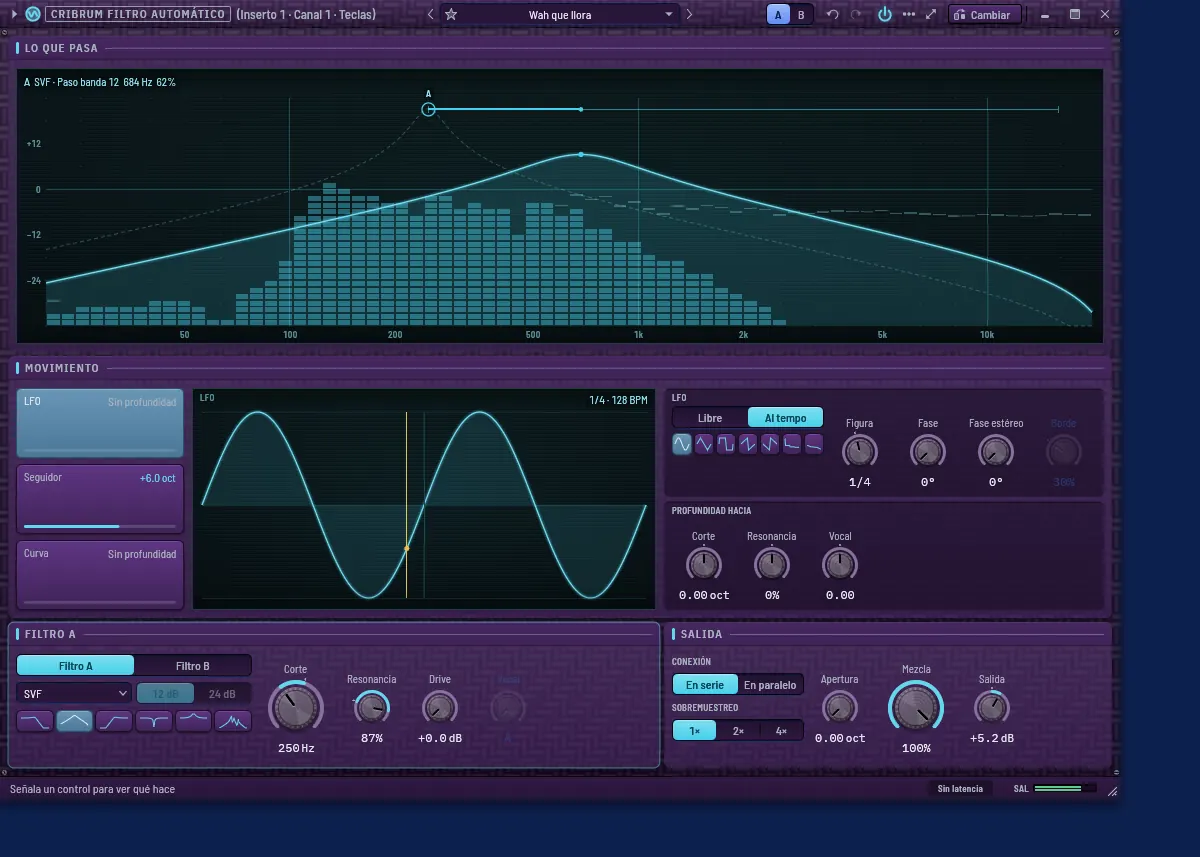 CRIBRUM FILTRO AUTOMÁTICO (Inserto 1 · Canal 1 · Teclas)
Wah que llora
A B
Cambiar
LO QUE PASA
A SVF · Paso banda 12 684 Hz 62%
A
+12
0
-12
-24
50 100 200 500 1k 2k 5k 10k
MOVIMIENTO
LFO Sin profundidad
Seguidor +6.0 oct
Curva Sin profundidad
LFO 1/4 · 128 BPM
LFO
Libre Al tempo
Figura Fase Fase estéreo Borde
1/4 0° 0° 30%
PROFUNDIDAD HACIA
Corte Resonancia Vocal
0.00 oct 0% 0.00
FILTRO A
Filtro A Filtro B
SVF 12 dB 24 dB
Corte Resonancia Drive
250 Hz 87% +0.0 dB
SALIDA
CONEXIÓN
En serie En paralelo
SOBREMUESTREO
1× 2× 4×
Apertura Mezcla Salida
0.00 oct 100% +5.2 dB
Señala un control para ver qué hace
Sin latencia SAL